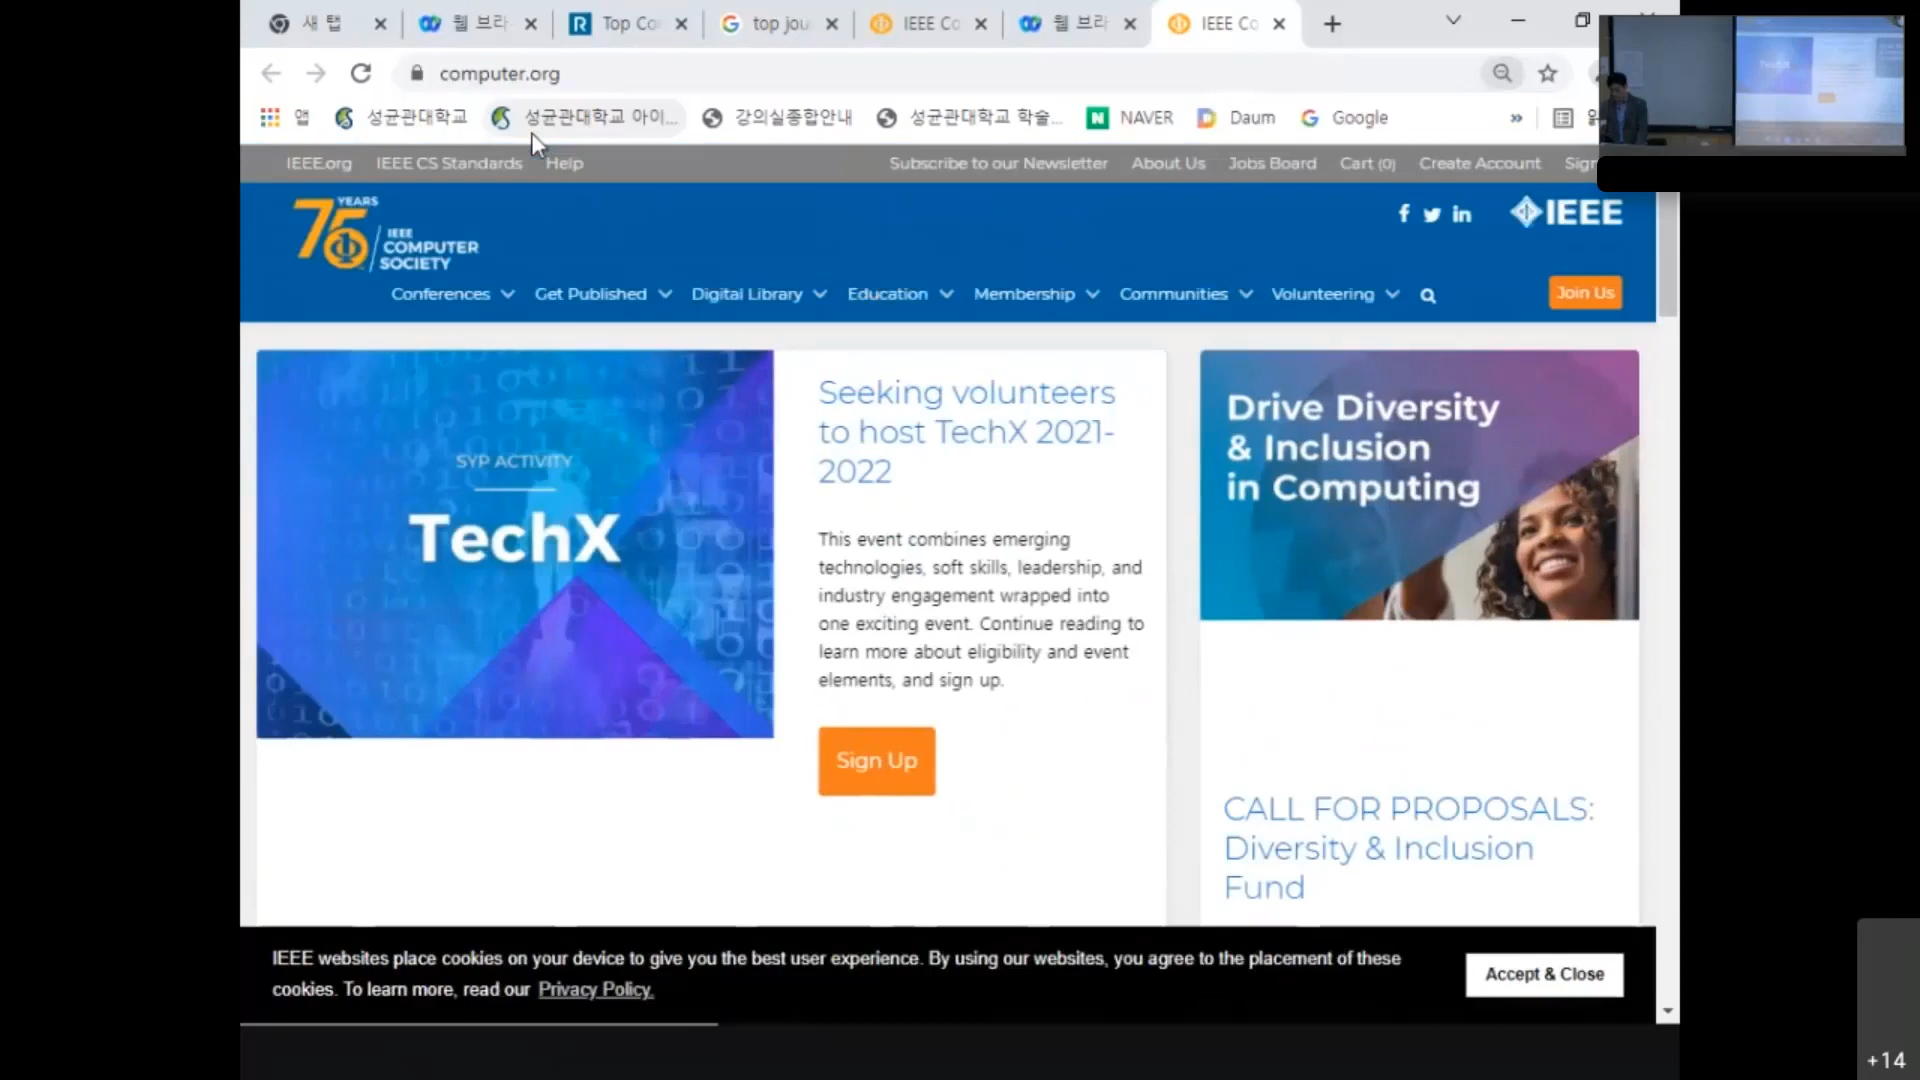 새 탭
웹 브라
Top Co
top jou
IEEE Co
웹 브라
IEEE Co
computer.org
앱
성균관대학교
성균관대학교 아이...
강의실종합안내
성균관대학교 학술...
NAVER
Daum
Google
»
IEEE.org IEEE CS Standards Help
Subscribe to our Newsletter About Us Jobs Board Cart (0) Create Account Sign
75 YEARS
IEEE
COMPUTER
SOCIETY
IEEE
Conferences Get Published Digital Library Education Membership Communities Volunteering
Join Us
SYP ACTIVITY
TechX
Seeking volunteers
to host TechX 2021-
2022
This event combines emerging
technologies, soft skills, leadership, and
industry engagement wrapped into
one exciting event. Continue reading to
learn more about eligibility and event
elements, and sign up.
Sign Up
Drive Diversity
& Inclusion
in Computing
CALL FOR PROPOSALS:
Diversity & Inclusion
Fund
IEEE websites place cookies on your device to give you the best user experience. By using our websites, you agree to the placement of these
cookies. To learn more, read our Privacy Policy.
Accept & Close
+14